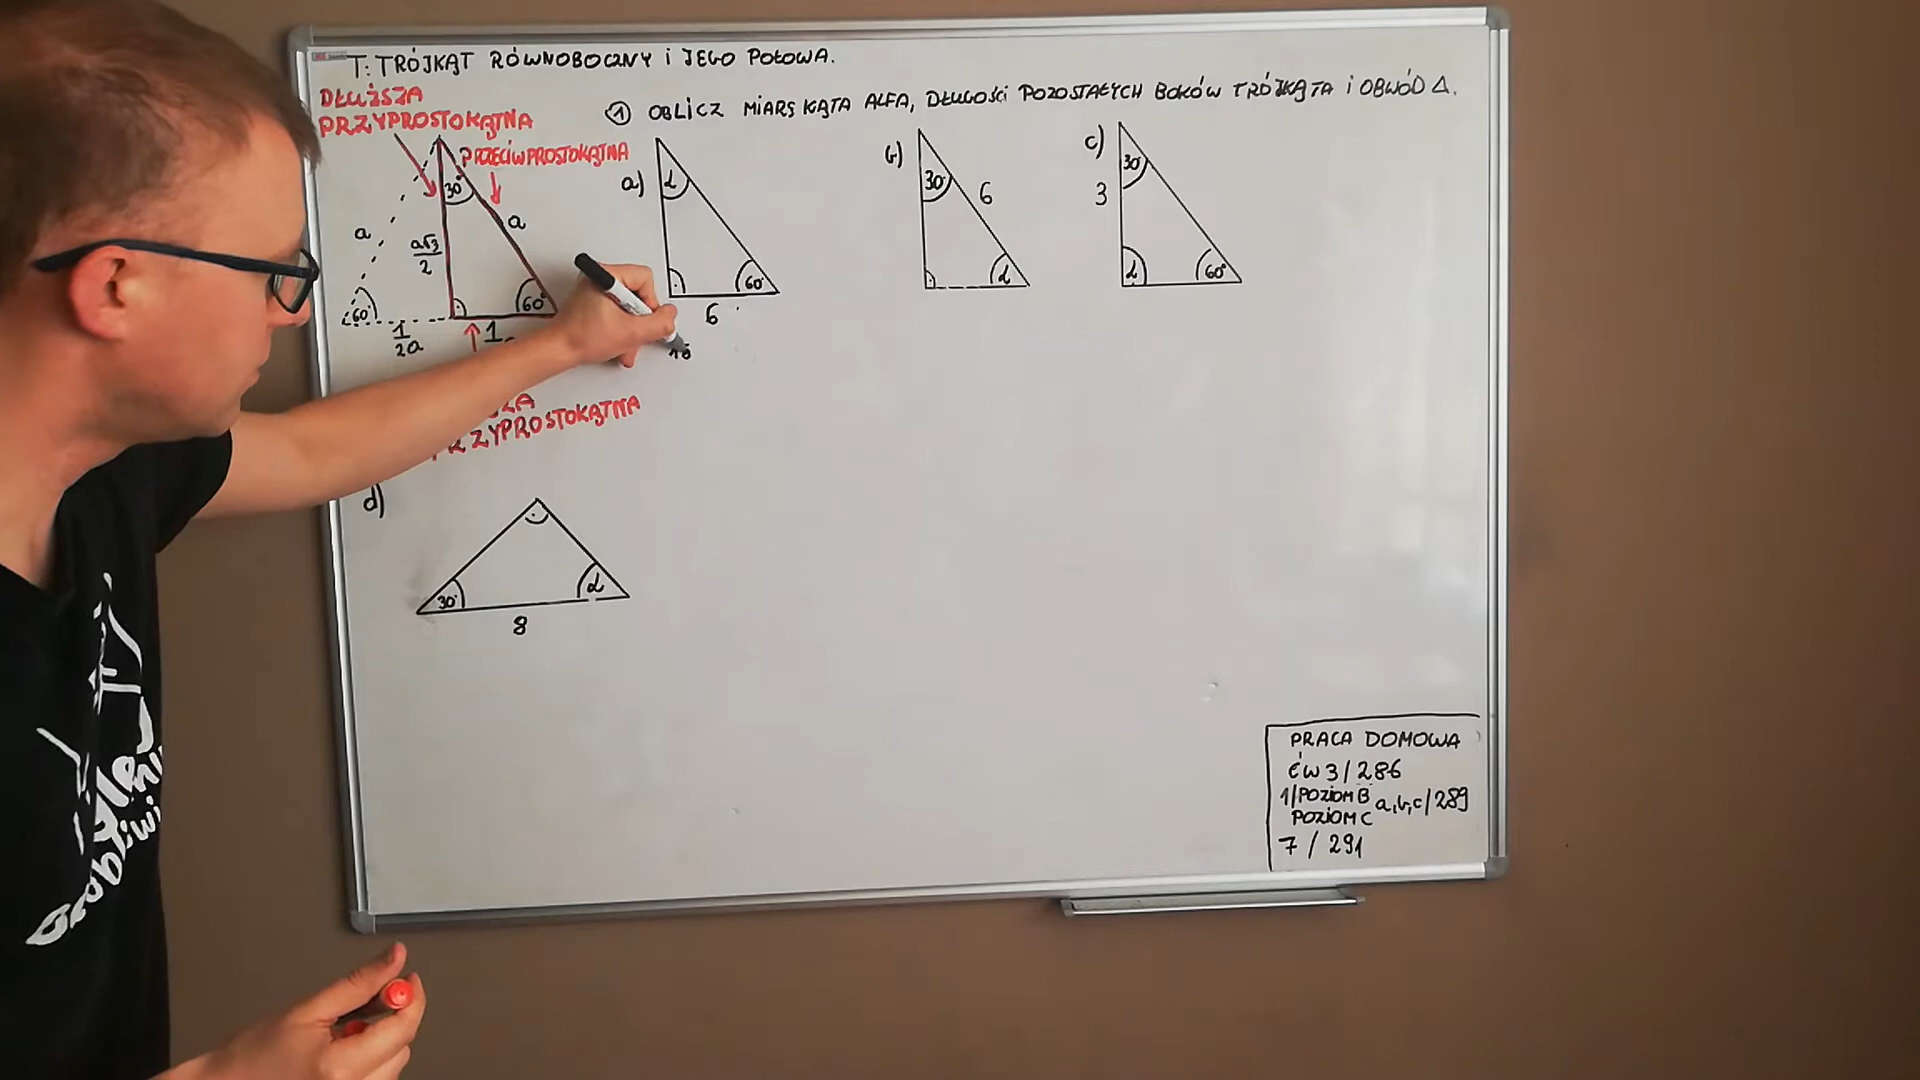 T: TRÓJKĄT RÓWNOBOCZNY i JEGO POŁOWA.
DŁUŻSZA
PRZYPROSTOKĄTNA
PRZECIWPROSTOKĄTNA
30°
a
a
a√3
2
60°
60°
1
2a
1
PRZYPROSTOKĄTNA
① OBLICZ MIARĘ KĄTA ALFA, DŁUGOŚCI POZOSTAŁYCH BOKÓW TRÓJKĄTA i OBWÓD Δ.
a)
α
60°
6
b)
30°
6
α
c)
30°
3
α
60°
d)
30°
α
8
PRACA DOMOWA
ĆW 3/286
1/POZIOM B a,b,c/289
POZIOM C
7 / 291